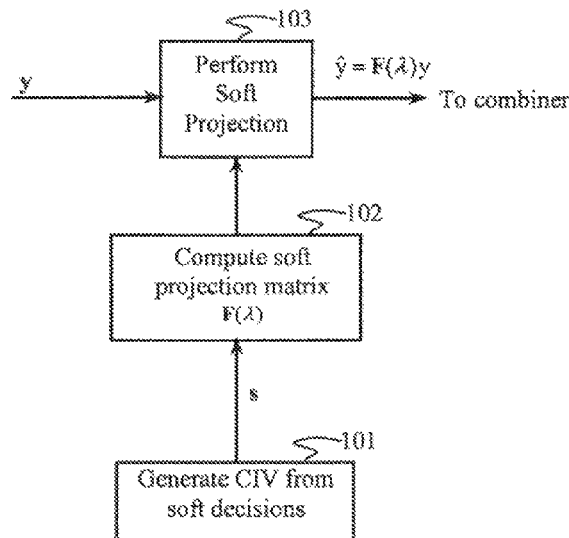 103
y
Perform
Soft
Projection
ŷ = F(λ)y
To combiner
102
Compute soft
projection matrix
F(λ)
s
101
Generate CIV from
soft decisions